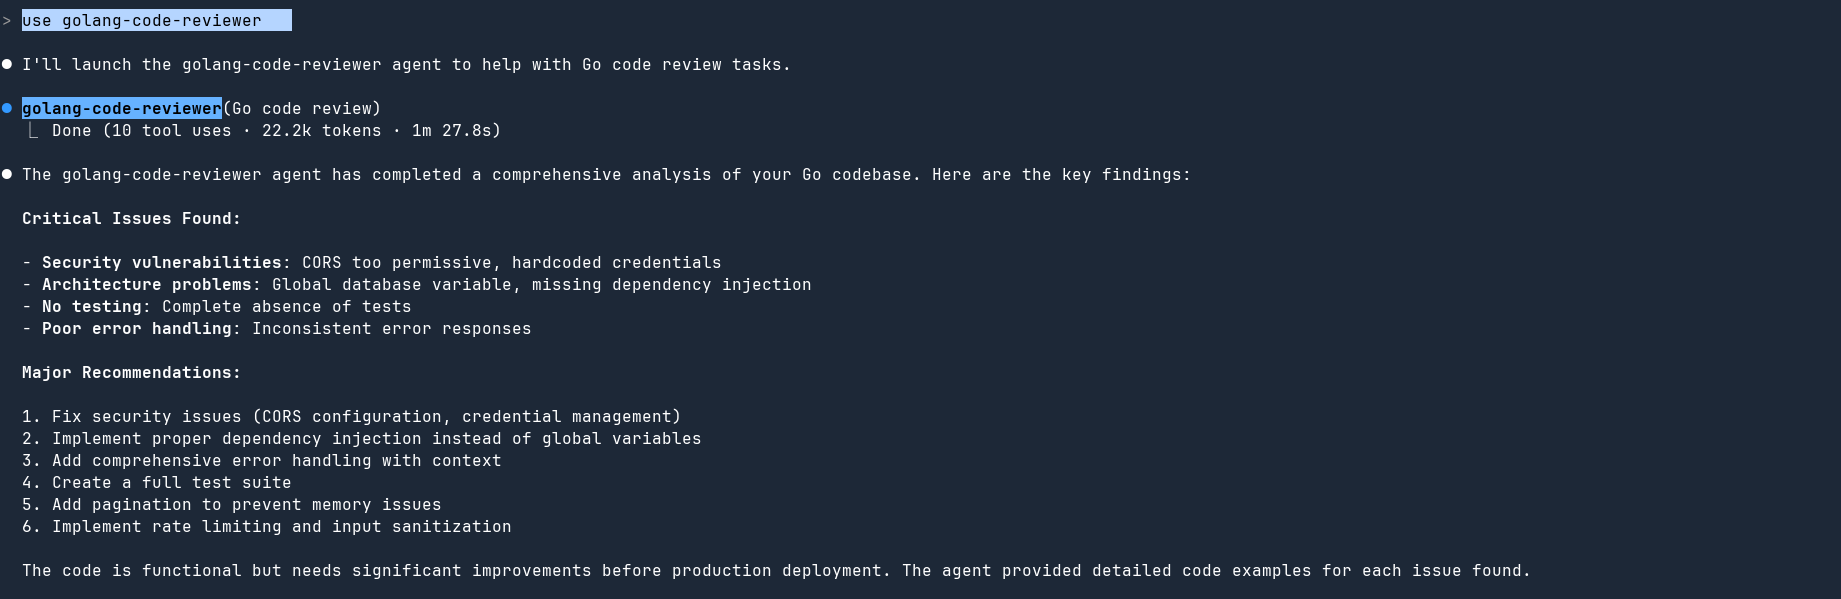 > use golang-code-reviewer
● I'll launch the golang-code-reviewer agent to help with Go code review tasks.
● golang-code-reviewer(Go code review)
⎿ Done (10 tool uses · 22.2k tokens · 1m 27.8s)
● The golang-code-reviewer agent has completed a comprehensive analysis of your Go codebase. Here are the key findings:
Critical Issues Found:
- Security vulnerabilities: CORS too permissive, hardcoded credentials
- Architecture problems: Global database variable, missing dependency injection
- No testing: Complete absence of tests
- Poor error handling: Inconsistent error responses
Major Recommendations:
1. Fix security issues (CORS configuration, credential management)
2. Implement proper dependency injection instead of global variables
3. Add comprehensive error handling with context
4. Create a full test suite
5. Add pagination to prevent memory issues
6. Implement rate limiting and input sanitization
The code is functional but needs significant improvements before production deployment. The agent provided detailed code examples for each issue found.